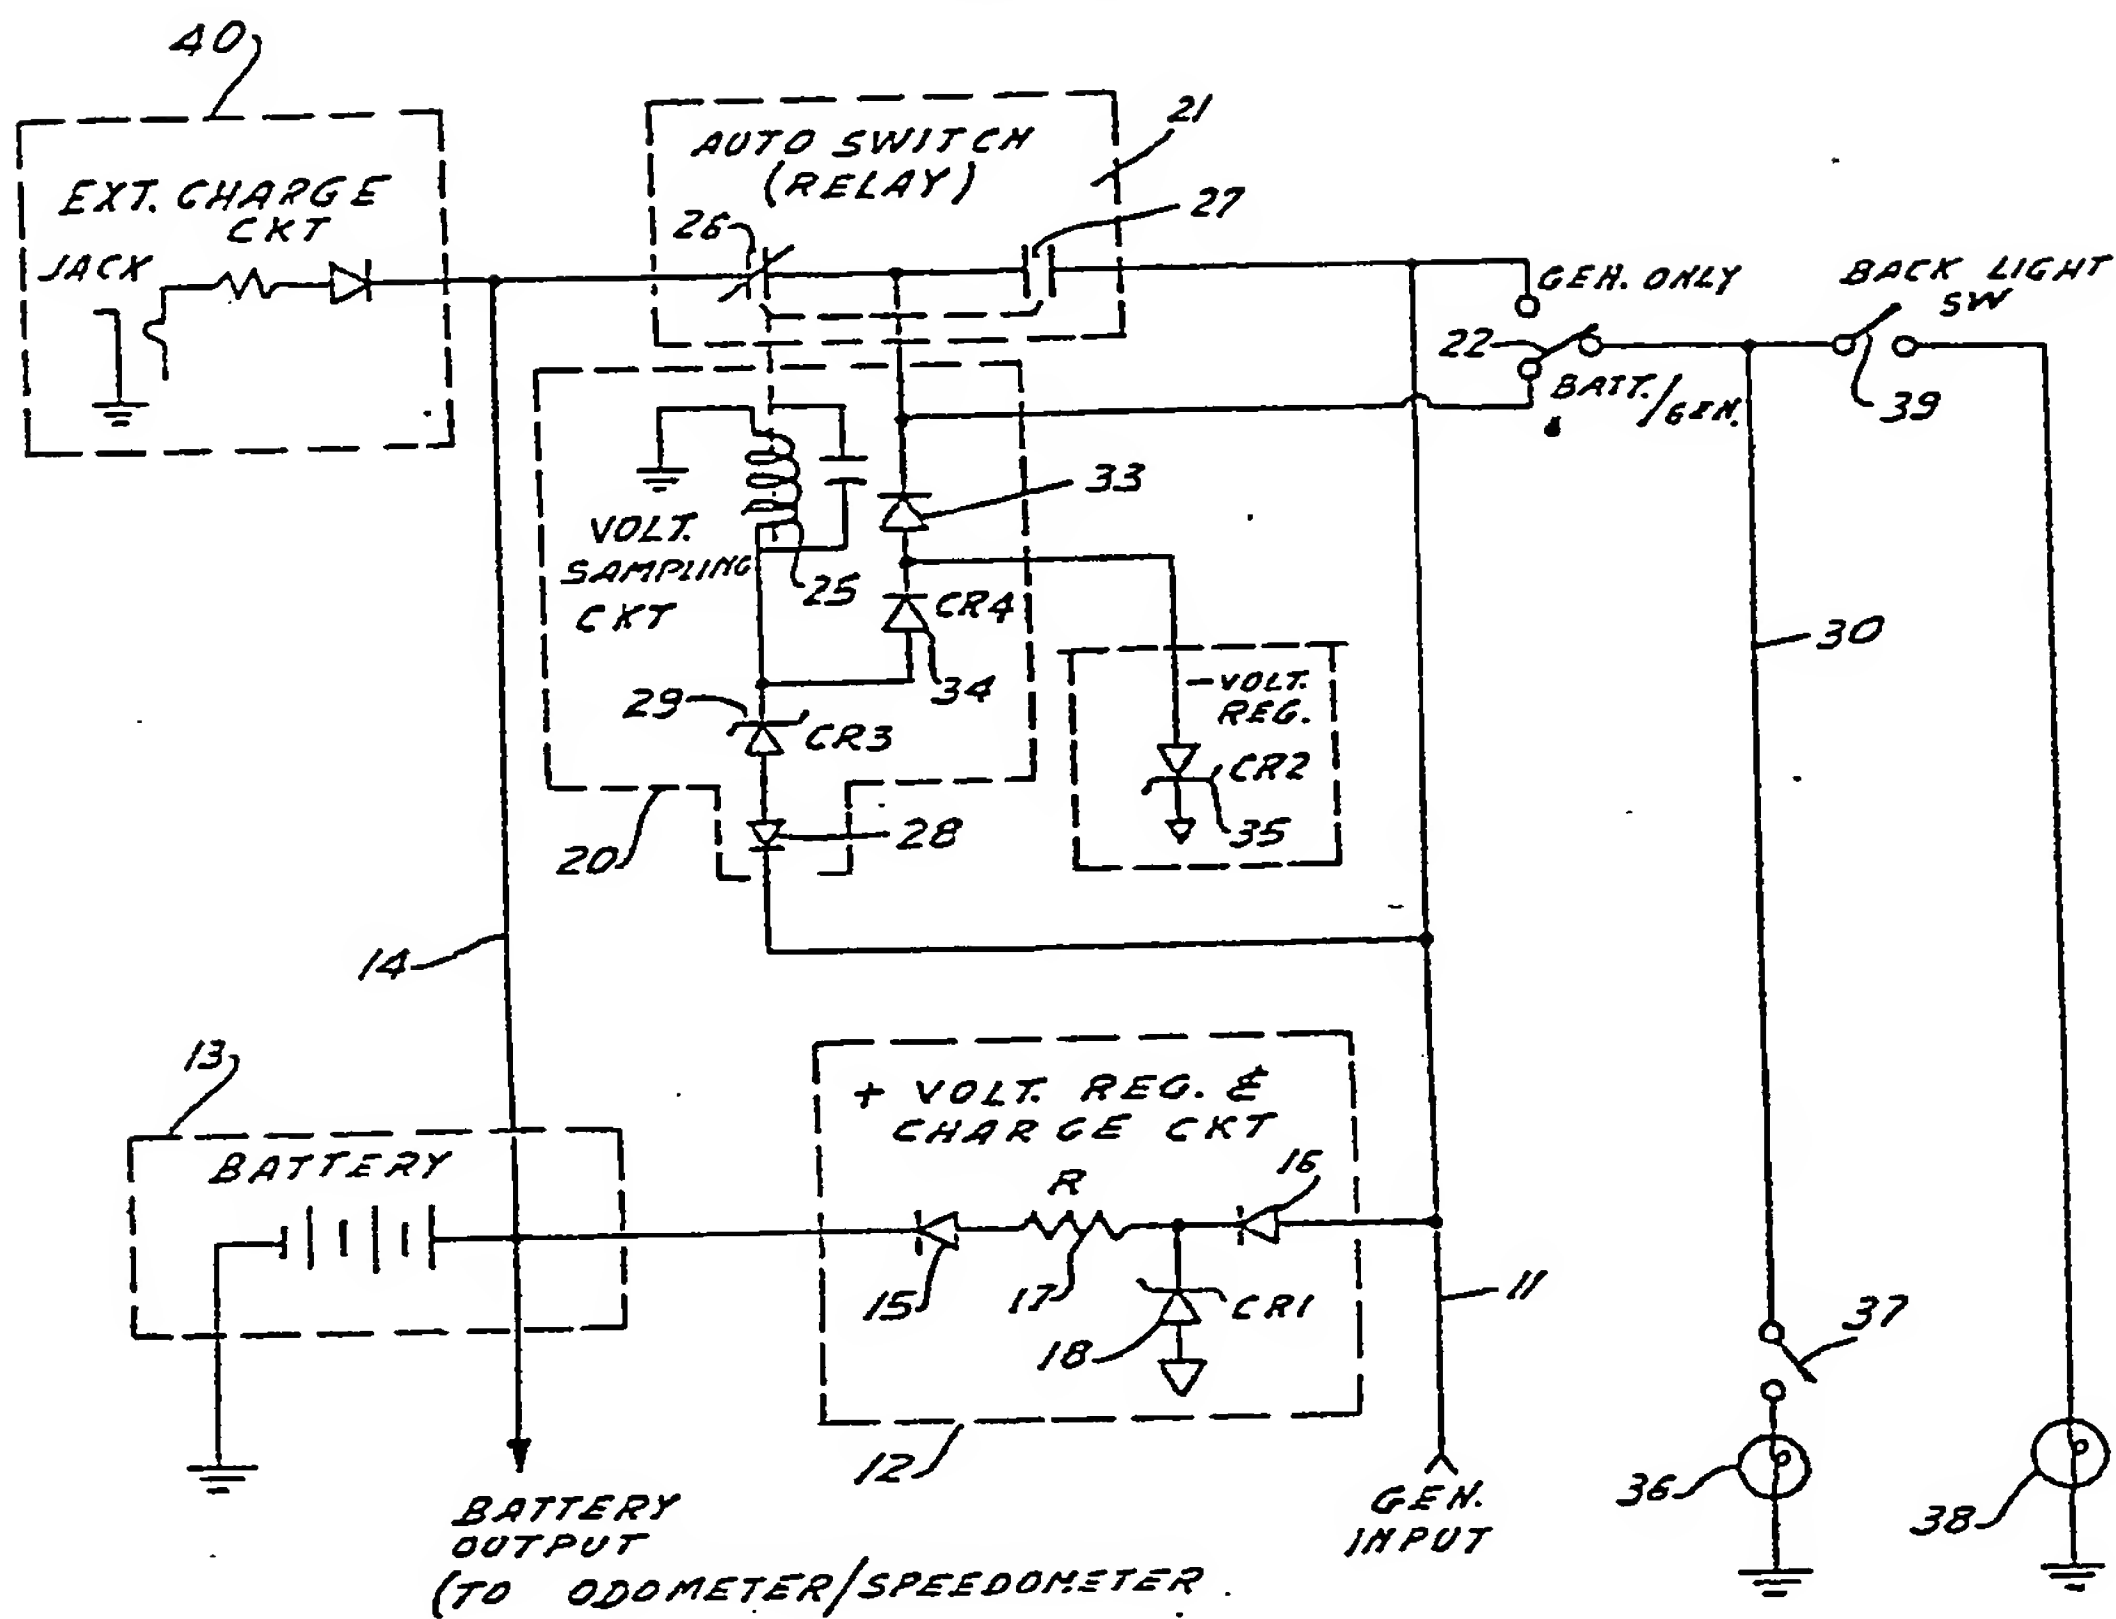 40
EXT. CHARGE
CKT
JACK
AUTO SWITCH
(RELAY)
21
26
27
GEN. ONLY
22
BATT./GEN.
BACK LIGHT
SW
39
33
VOLT.
SAMPLING
CKT
25
CR4
34
29
CR3
28
20
- VOLT.
REG.
CR2
35
30
14
13
BATTERY
+ VOLT. REG. &
CHARGE CKT
R
16
15
17
CR1
18
12
11
37
36
38
BATTERY
OUTPUT
(TO ODOMETER/SPEEDOMETER
GEN.
INPUT